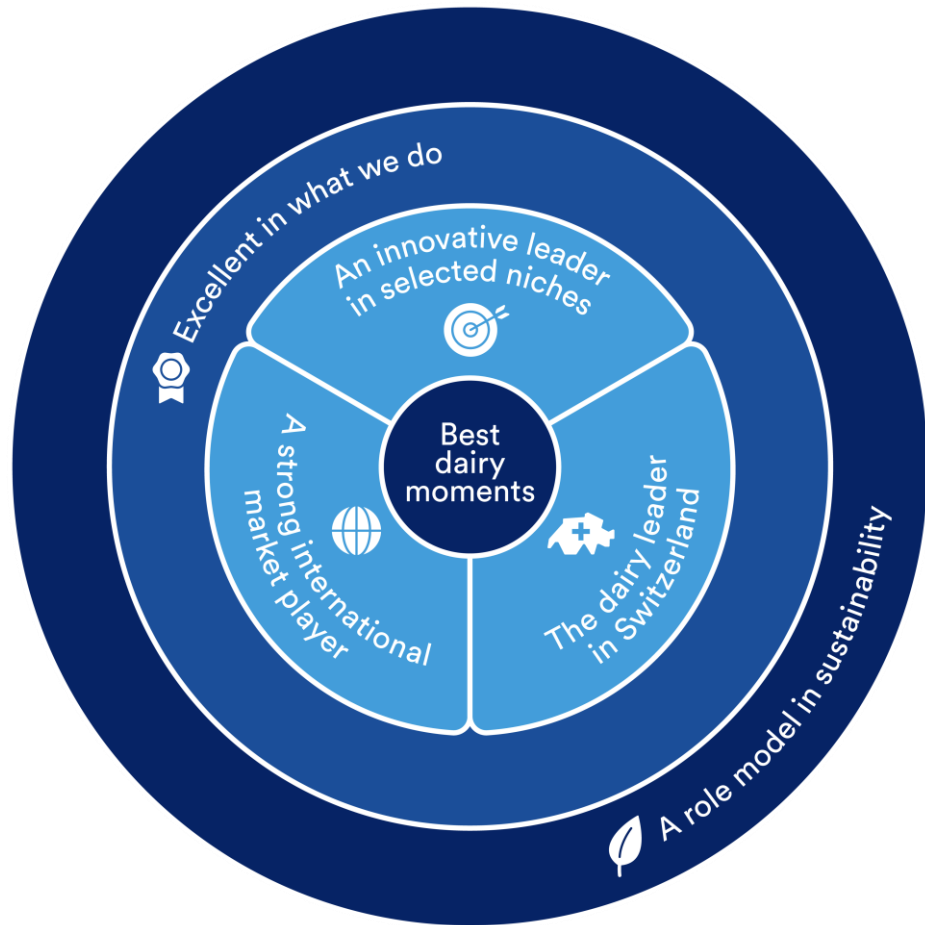 Excellent in what we do
An innovative leader
in selected niches
Best
dairy
moments
A strong international
market player
The dairy leader
in Switzerland
A role model in sustainability